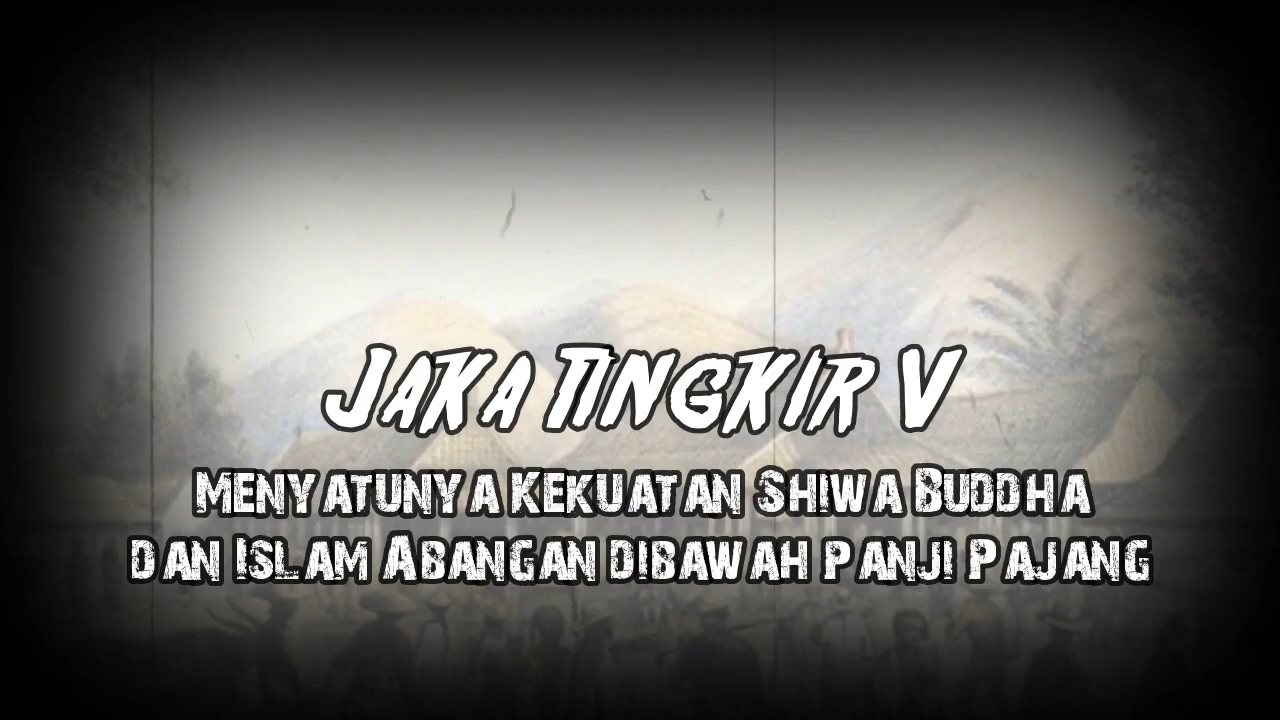 Jaka Tingkir V
Menyatunya Kekuatan Shiwa Buddha
dan Islam Abangan dibawah panji Pajang